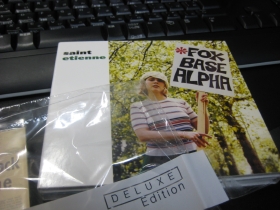 saint
etienne
*FOX
BASE
ALPHA
DELUXE
Edition